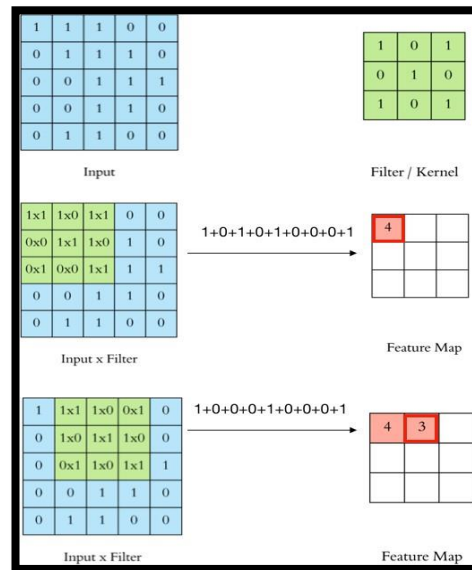 1 1 1 0 0
0 1 1 1 0
0 0 1 1 1
0 0 1 1 0
0 1 1 0 0
Input
1 0 1
0 1 0
1 0 1
Filter / Kernel
1x1 1x0 1x1 0 0
0x0 1x1 1x0 1 0
0x1 0x0 1x1 1 1
0 0 1 1 0
0 1 1 0 0
Input x Filter
1+0+1+0+1+0+0+0+1
4
Feature Map
1 1x1 1x0 0x1 0
0 1x0 1x1 1x0 0
0 0x1 1x0 1x1 1
0 0 1 1 0
0 1 1 0 0
Input x Filter
1+0+0+0+1+0+0+0+1
4 3
Feature Map